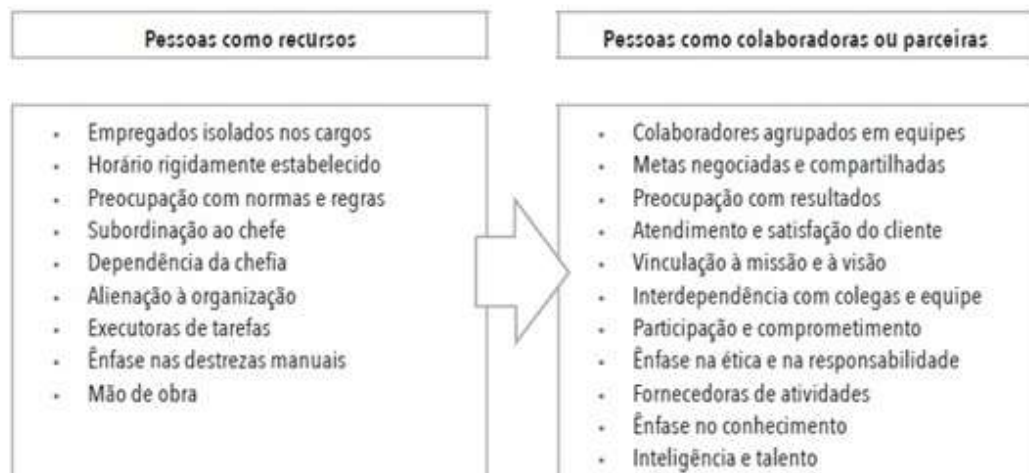 Pessoas como recursos
Pessoas como colaboradoras ou parceiras
• Empregados isolados nos cargos
• Horário rigidamente estabelecido
• Preocupação com normas e regras
• Subordinação ao chefe
• Dependência da chefia
• Alienação à organização
• Executoras de tarefas
• Ênfase nas destrezas manuais
• Mão de obra
• Colaboradores agrupados em equipes
• Metas negociadas e compartilhadas
• Preocupação com resultados
• Atendimento e satisfação do cliente
• Vinculação à missão e à visão
• Interdependência com colegas e equipe
• Participação e comprometimento
• Ênfase na ética e na responsabilidade
• Fornecedoras de atividades
• Ênfase no conhecimento
• Inteligência e talento